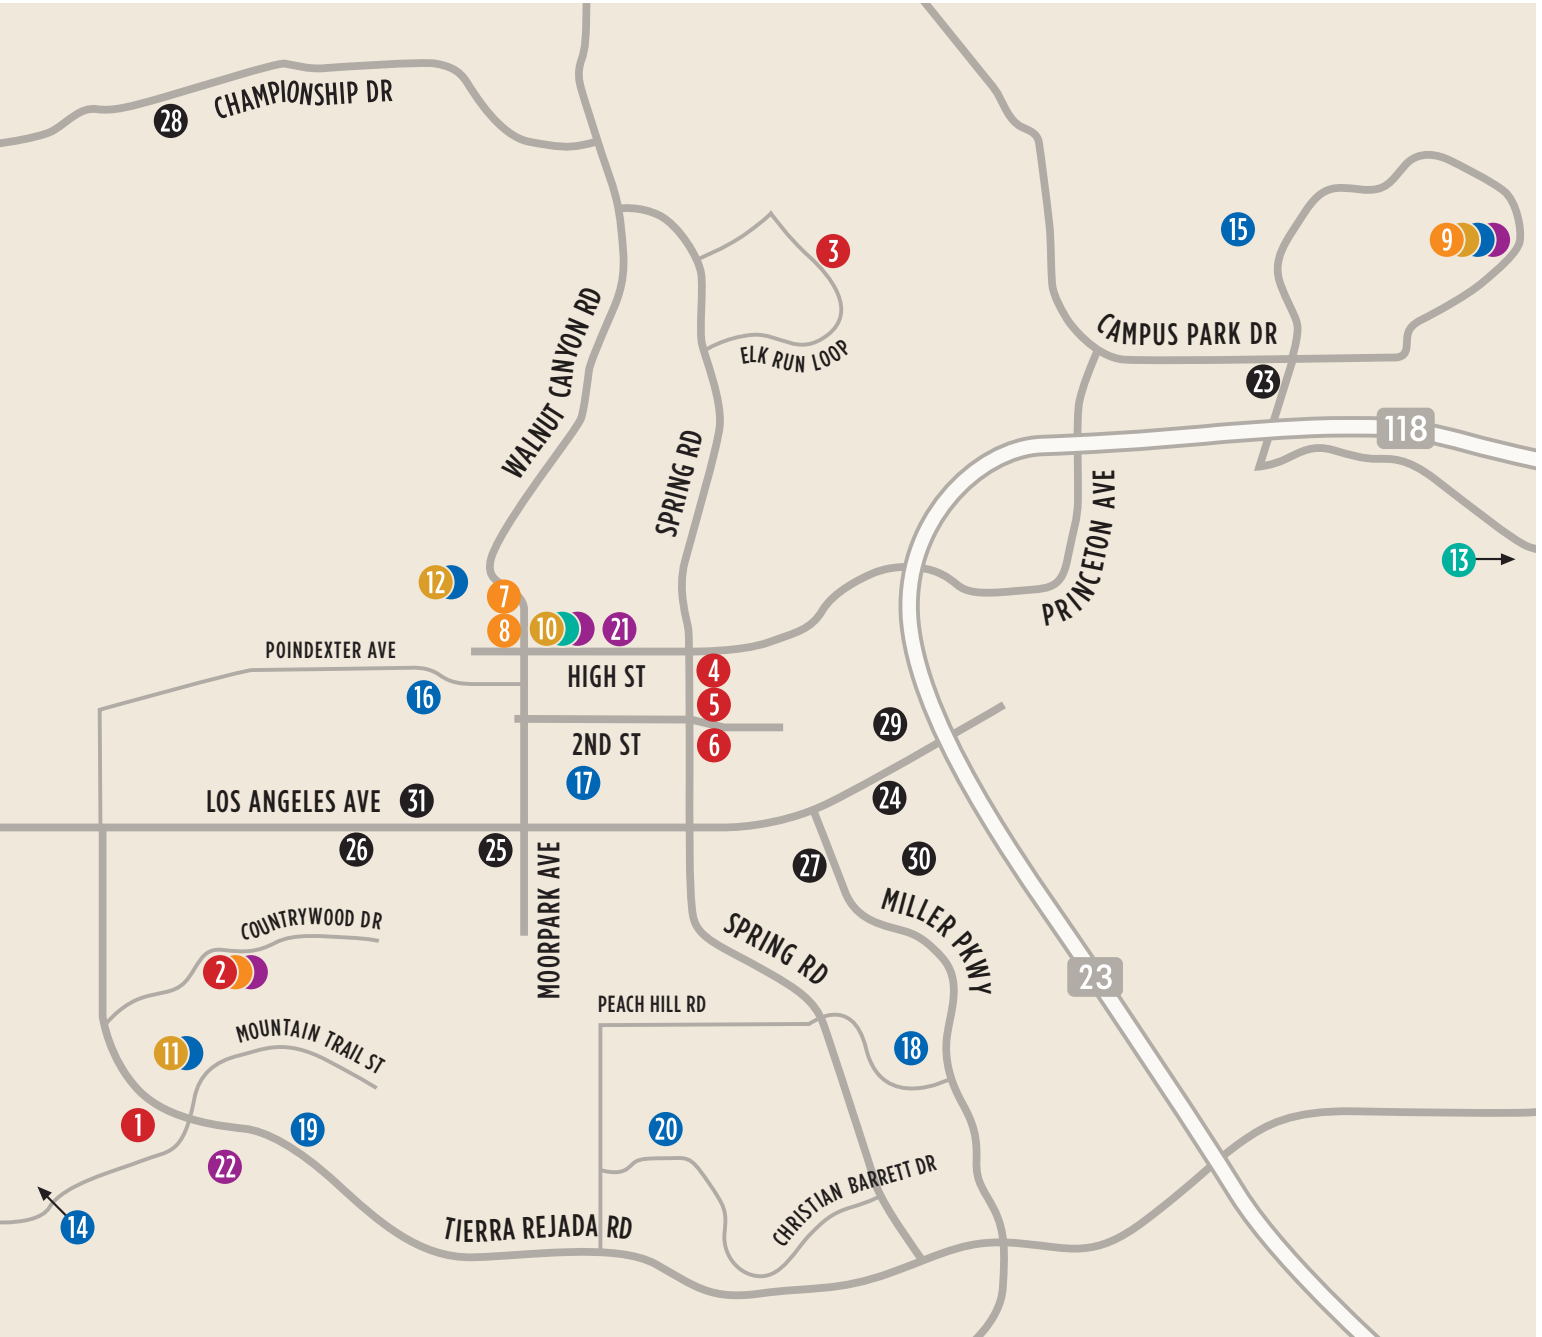 CHAMPIONSHIP DR
28
3
15
9
WALNUT CANYON RD
ELK RUN LOOP
CAMPUS PARK DR
23
118
SPRING RD
PRINCETON AVE
13
12
7
8
10
21
POINDEXTER AVE
HIGH ST
4
16
5
2ND ST
6
29
17
LOS ANGELES AVE
31
24
26
25
27
30
MOORPARK AVE
MILLER PKWY
COUNTRYWOOD DR
SPRING RD
2
23
PEACH HILL RD
MOUNTAIN TRAIL ST
11
18
1
19
20
22
CHRISTIAN BARRETT DR
14
TIERRA REJADA RD